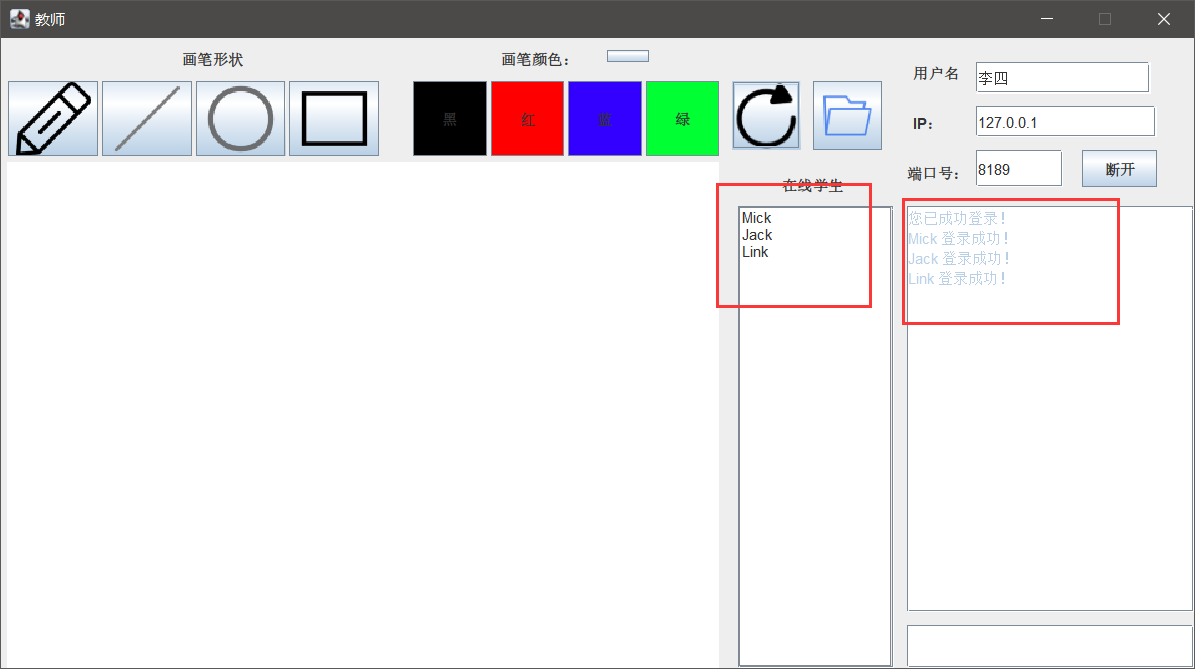 教师
画笔形状
画笔颜色：
黑
红
蓝
绿
用户名
李四
IP：
127.0.0.1
端口号：
8189
断开
在线学生
Mick
Jack
Link
您已成功登录！
Mick 登录成功！
Jack 登录成功！
Link 登录成功！